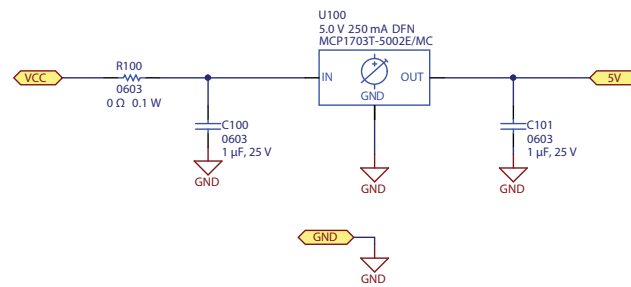 U100
5.0 V 250 mA DFN
MCP1703T-5002E/MC
VCC
R100
0603
0 Ω 0.1 W
IN
OUT
GND
5V
C100
0603
1 µF, 25 V
GND
GND
C101
0603
1 µF, 25 V
GND
GND
GND